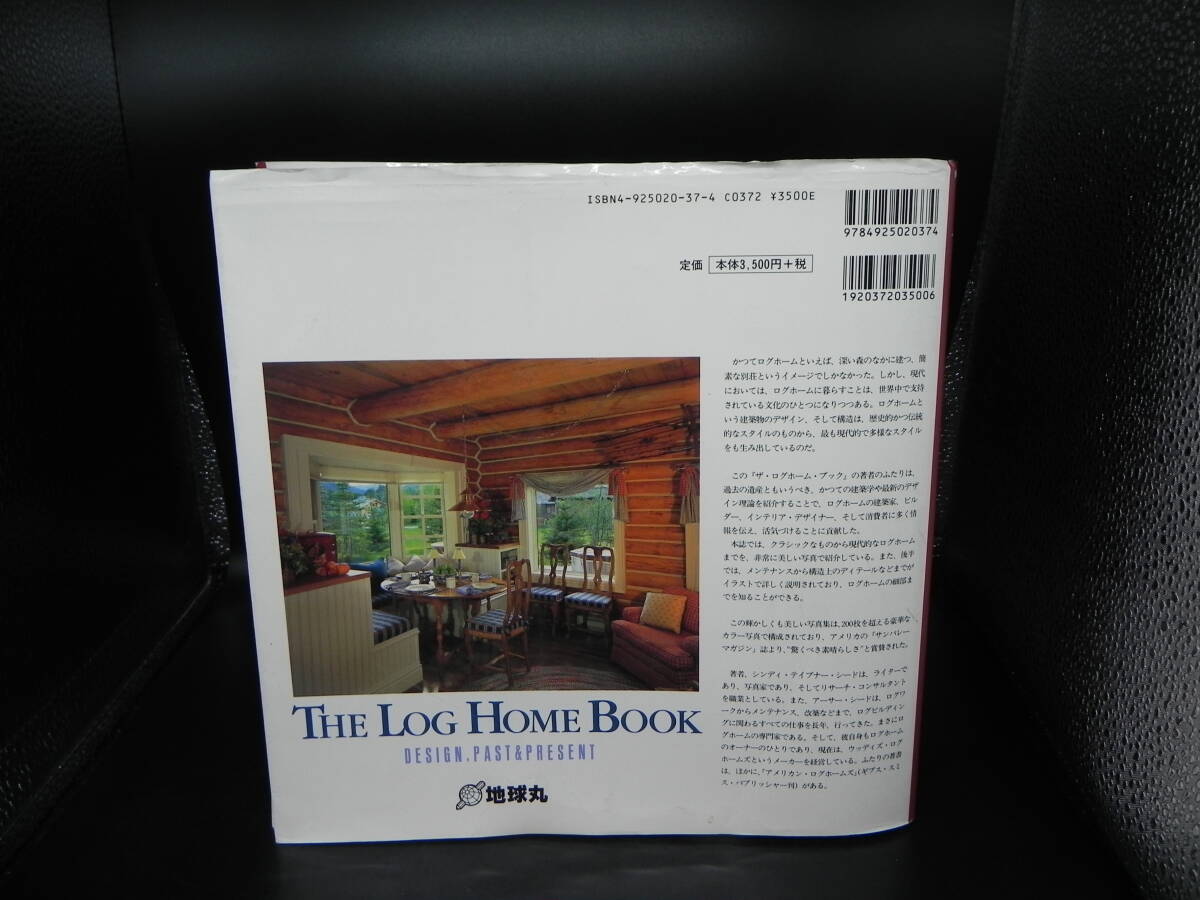 ISBN4-925020-37-4 C0372 ¥3500E
9784925020374
定価 本体3,500円+税
1920372035006
かつてログホームといえば、深い森のなかに建つ、簡
素な別荘というイメージでしかなかった。しかし、現代
においては、ログホームに暮らすことは、世界中で支持
されている文化のひとつになりつつある。ログホームと
いう建築物のデザイン、そして構造は、歴史的かつ伝統
的なスタイルのものから、最も現代的で多様なスタイル
をも生み出しているのだ。
この『ザ・ログホーム・ブック』の著者のふたりは、
過去の遺産ともいうべき、かつての建築学や最新のデザ
イン理論を紹介することで、ログホームの建築家、ビル
ダー、インテリア・デザイナー、そして消費者に多く情
報を伝え、活気づけることに貢献した。
本誌では、クラシックなものから現代的なログホーム
までを、非常に美しい写真で紹介している。また、後半
では、メンテナンスから構造上のディテールなどまでが
イラストで詳しく説明されており、ログホームの細部ま
でを知ることができる。
この輝かしくも美しい写真集は、200枚を超える豪華な
カラー写真で構成されており、アメリカの「サンバレー
マガジン」誌より、"驚くべき素晴らしさ"と賞賛された。
著者、シンディ・テイプナー・シードは、ライターで
あり、写真家であり、そしてリサーチ・コンサルタント
を職業としている。また、アーサー・シードは、ログワ
ークからメンテナンス、改築などまで、ログビルディン
グに関わるすべての仕事を長年、行ってきた。まさにロ
グホームの専門家である。そして、彼自身もログホーム
のオーナーのひとりであり、現在は、ウッディズ・ログ
ホームズというメーカーを経営している。ふたりの著書
は、ほかに、「アメリカン・ログホームズ」(ギブス・スミ
ス・パブリッシャー刊)がある。
THE LOG HOME BOOK
DESIGN, PAST&PRESENT
地球丸